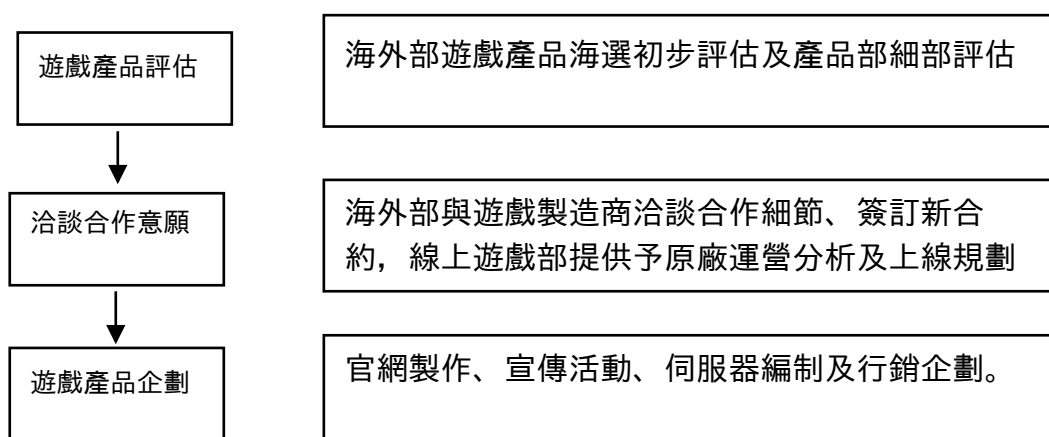 遊戲產品評估
海外部遊戲產品海選初步評估及產品部細部評估
洽談合作意願
海外部與遊戲製造商洽談合作細節、簽訂新合
約，線上遊戲部提供予原廠運營分析及上線規劃
遊戲產品企劃
官網製作、宣傳活動、伺服器編制及行銷企劃。